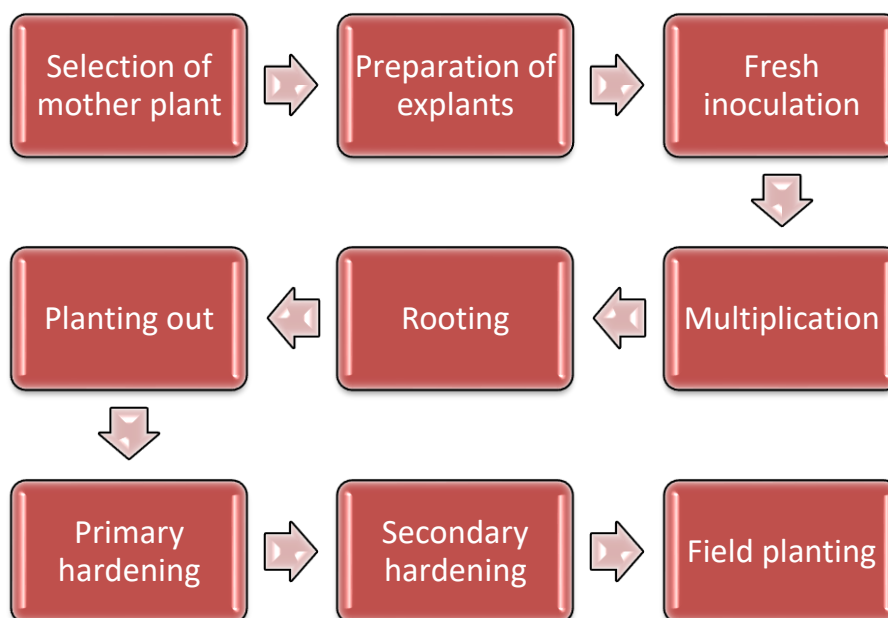 Selection of
mother plant
Preparation of
explants
Fresh
inoculation
Multiplication
Rooting
Planting out
Primary
hardening
Secondary
hardening
Field planting